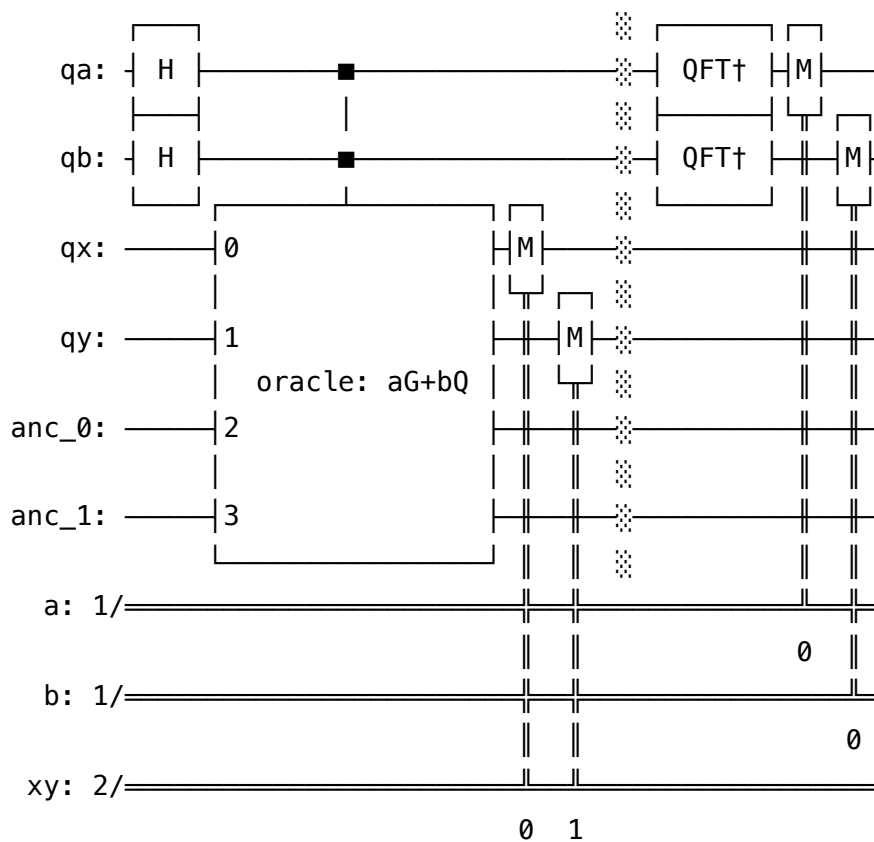 qa: H QFT† M
qb: H QFT† M
qx: 0 M
qy: 1 M
oracle: aG+bQ
anc_0: 2
anc_1: 3
a: 1/
0
b: 1/
0
xy: 2/
0 1